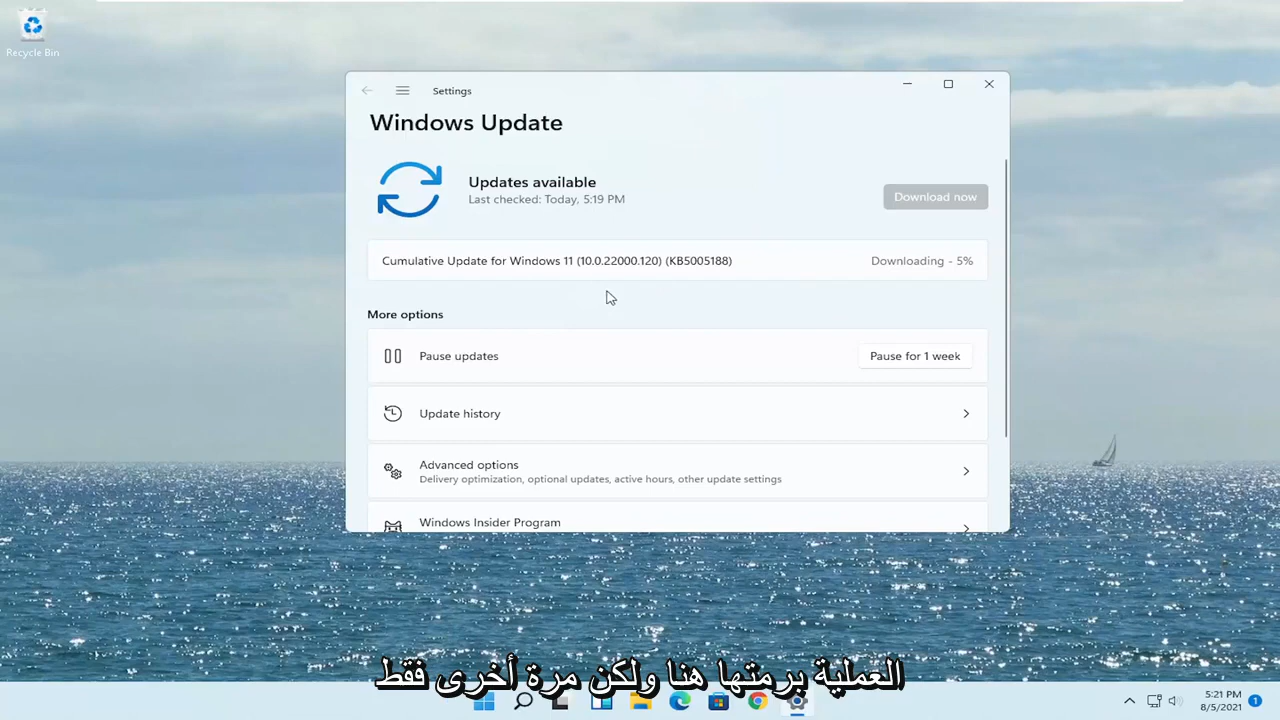 Recycle Bin
Settings
Windows Update
Updates available
Last checked: Today, 5:19 PM
Download now
Cumulative Update for Windows 11 (10.0.22000.120) (KB5005188)
Downloading - 5%
More options
Pause updates
Pause for 1 week
Update history
Advanced options
Delivery optimization, optional updates, active hours, other update settings
Windows Insider Program
العملية برمتها هنا ولكن مرة أخرى فقط
5:21 PM
8/5/2021
1